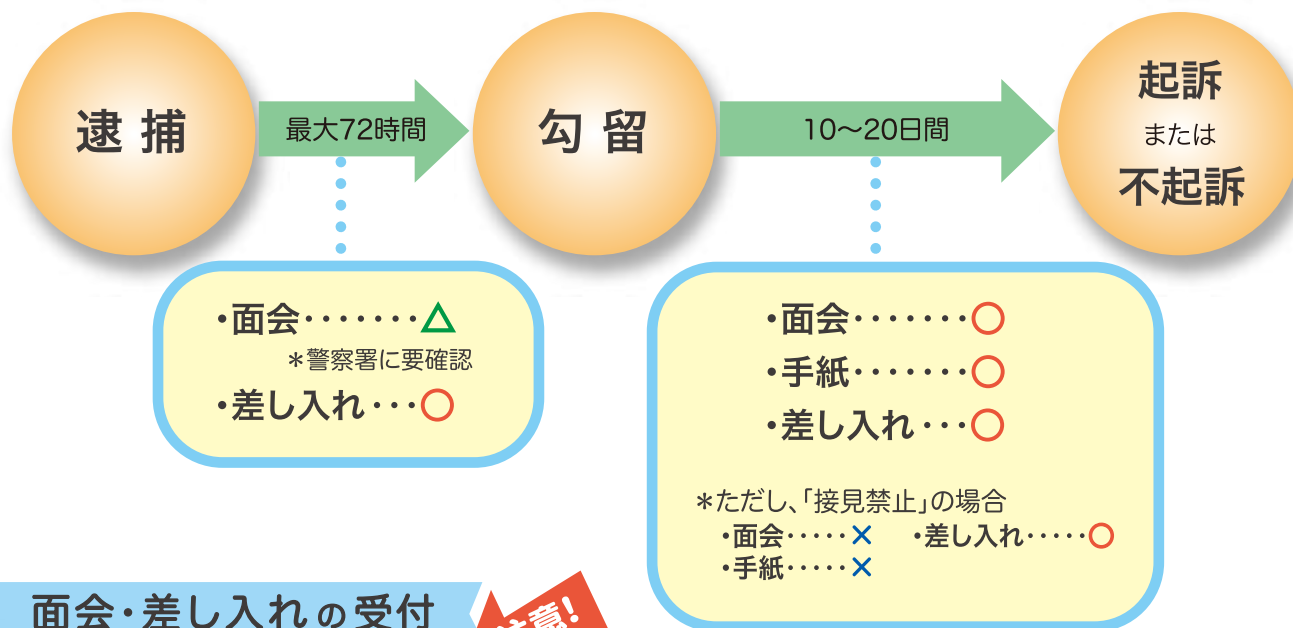 逮捕
最大72時間
勾留
10〜20日間
起訴
または
不起訴
・面会・・・・・・・△
＊警察署に要確認
・差し入れ・・・○
・面会・・・・・・・○
・手紙・・・・・・・○
・差し入れ・・・○
＊ただし、「接見禁止」の場合
・面会・・・・・× ・差し入れ・・・・・○
・手紙・・・・・×
面会・差し入れの受付
注意!